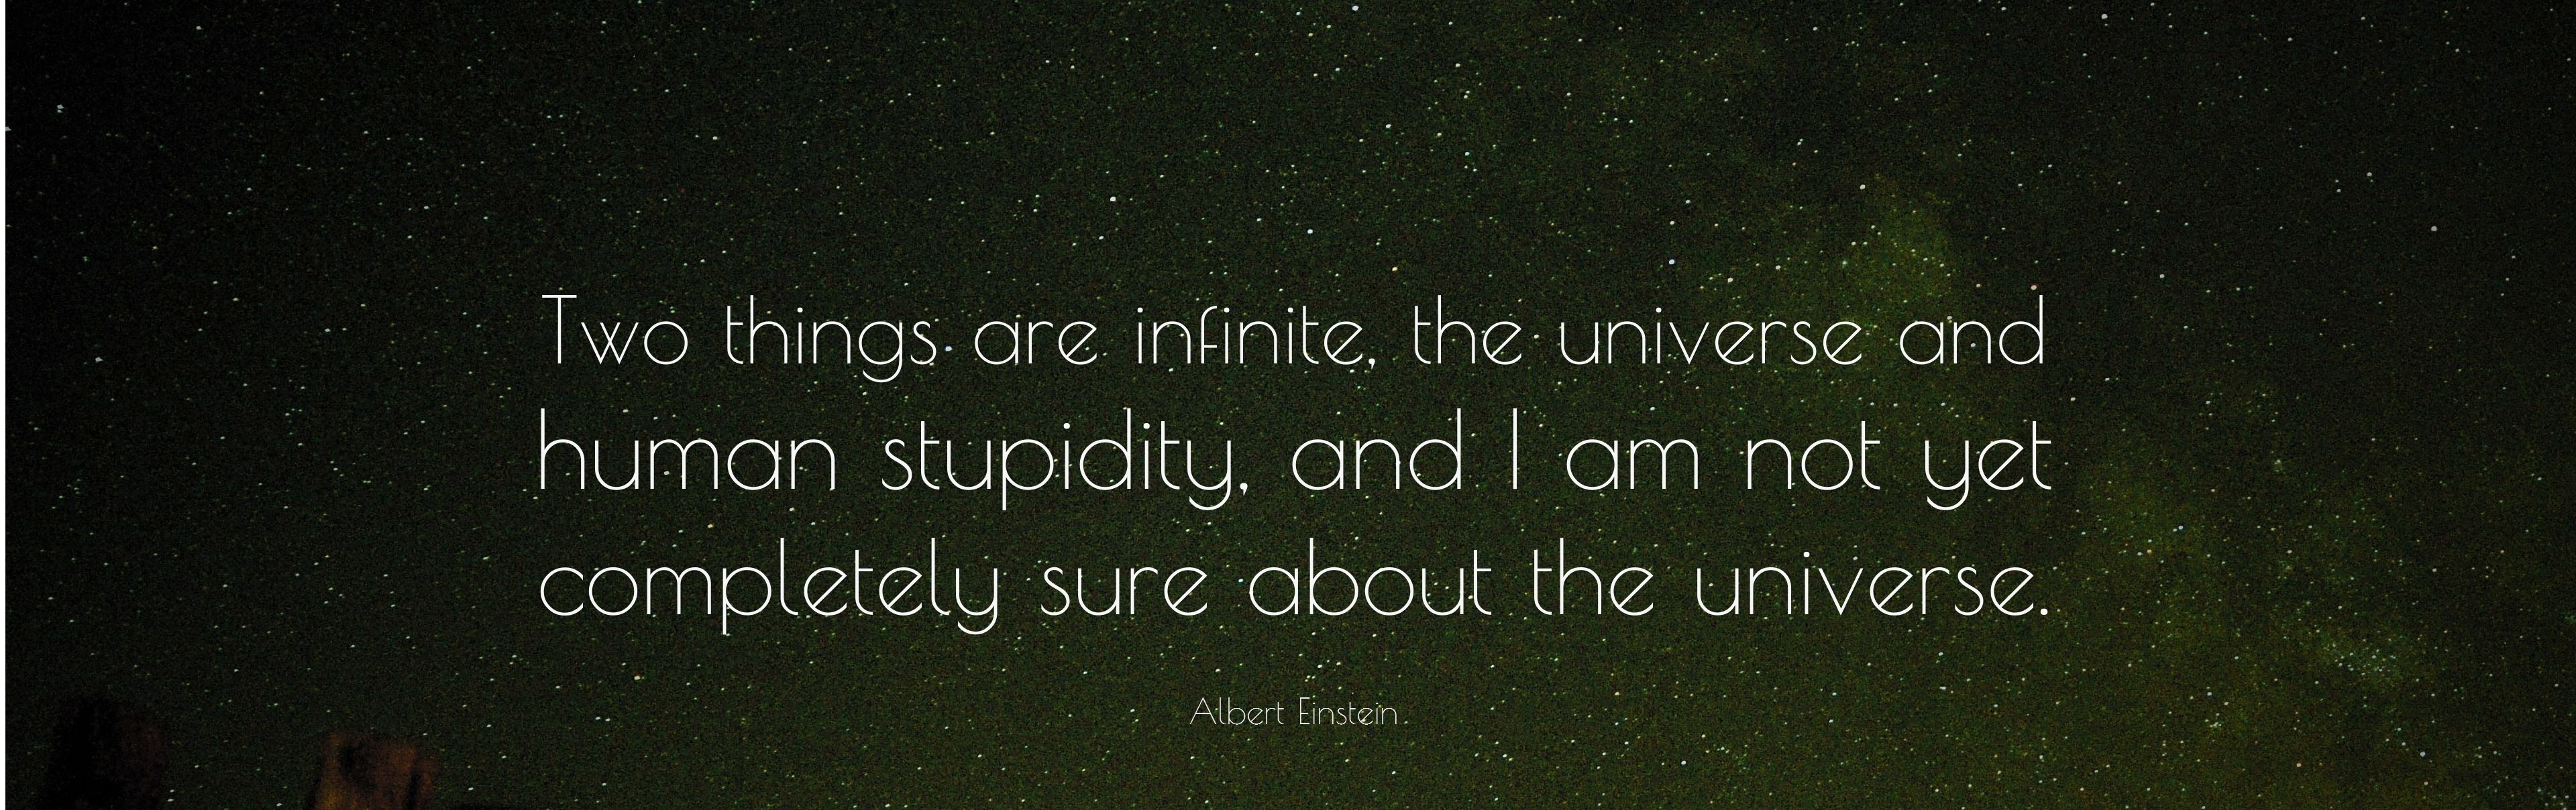 Two things are infinite, the universe and
human stupidity, and I am not yet
completely sure about the universe.
Albert Einstein